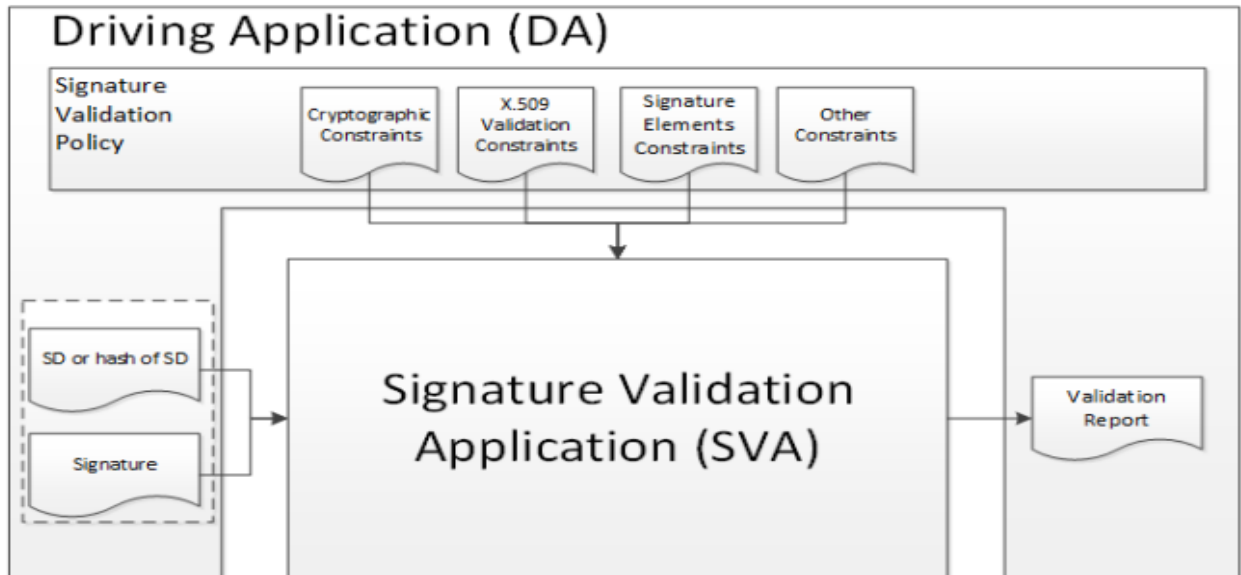 Driving Application (DA)
Signature
Validation
Policy
Cryptographic
Constraints
X.509
Validation
Constraints
Signature
Elements
Constraints
Other
Constraints
SD or hash of SD
Signature
Signature Validation
Application (SVA)
Validation
Report